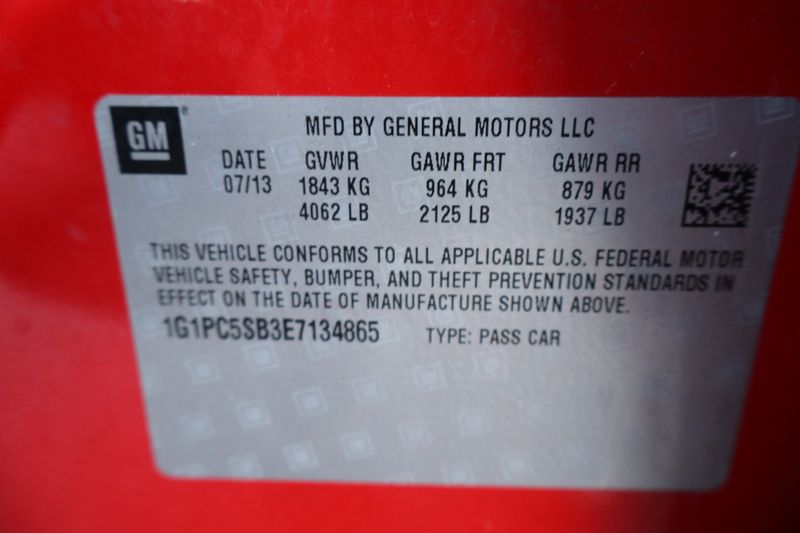 GM
MFD BY GENERAL MOTORS LLC
DATE GVWR GAWR FRT GAWR RR
07/13 1843 KG 964 KG 879 KG
4062 LB 2125 LB 1937 LB
THIS VEHICLE CONFORMS TO ALL APPLICABLE U.S. FEDERAL MOTOR
VEHICLE SAFETY, BUMPER, AND THEFT PREVENTION STANDARDS IN
EFFECT ON THE DATE OF MANUFACTURE SHOWN ABOVE.
1G1PC5SB3E7134865 TYPE: PASS CAR